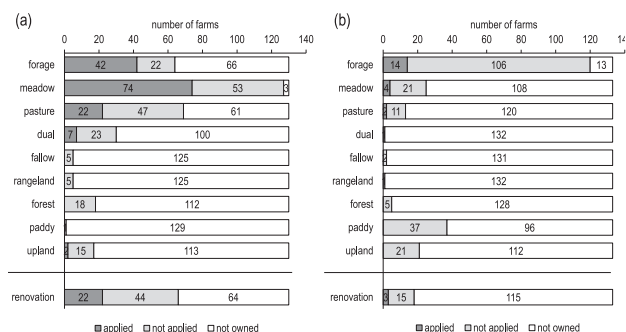 (a)
number of farms
0 20 40 60 80 100 120 140
forage 42 22 66
meadow 74 53 3
pasture 22 47 61
dual 7 23 100
fallow 5 125
rangeland 5 125
forest 18 112
paddy 129
upland 2 15 113
renovation 22 44 64
applied not applied not owned
(b)
number of farms
0 20 40 60 80 100 120 140
forage 14 106 13
meadow 4 21 108
pasture 2 11 120
dual 132
fallow 2 131
rangeland 132
forest 5 128
paddy 37 96
upland 21 112
renovation 3 15 115
applied not applied not owned